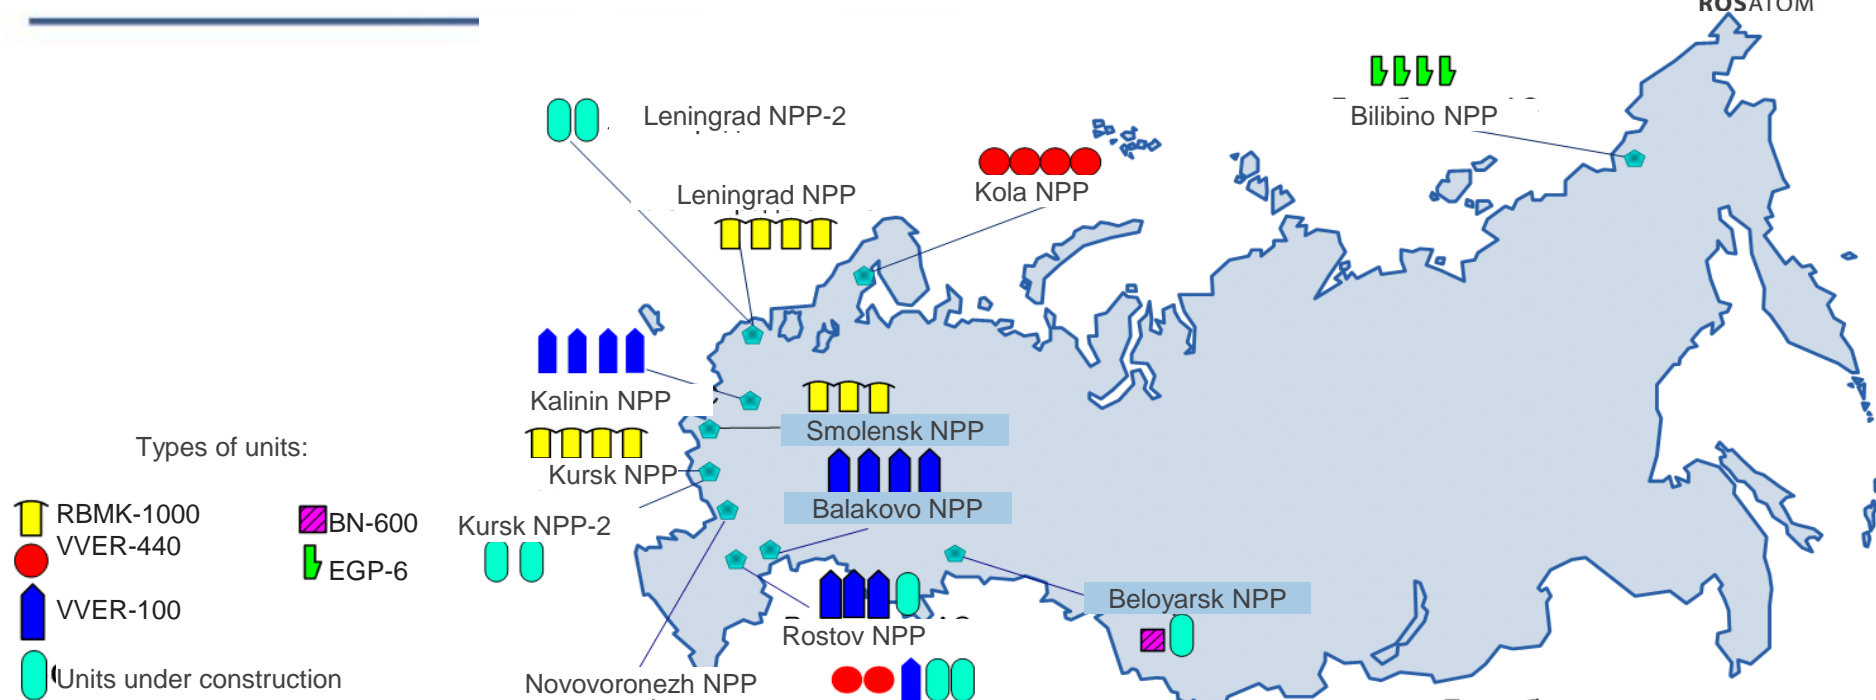 ROSATOM
Bilibino NPP
Leningrad NPP-2
Leningrad NPP
Kola NPP
Kalinin NPP
Smolensk NPP
Types of units:
Kursk NPP
Balakovo NPP
RBMK-1000
BN-600
Kursk NPP-2
VVER-440
EGP-6
VVER-100
Beloyarsk NPP
Rostov NPP
Units under construction
Novovoronezh NPP